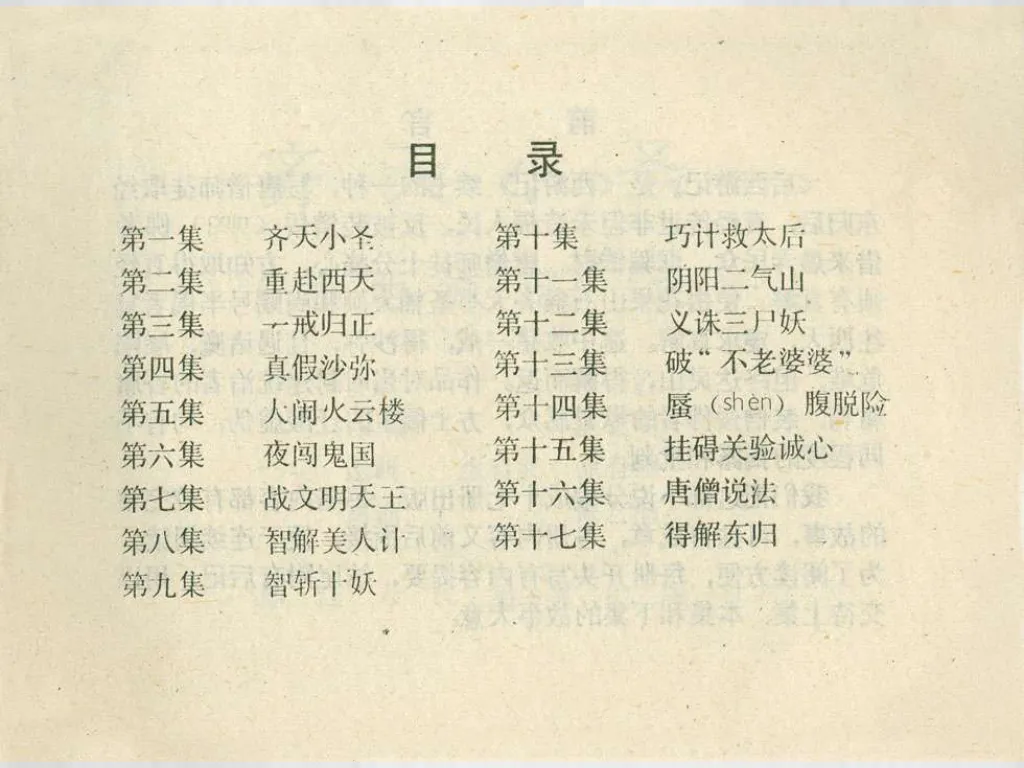 目 录
第一集 齐天小圣
第二集 重赴西天
第三集 一戒归正
第四集 真假沙弥
第五集 人闹火云楼
第六集 夜闯鬼国
第七集 战文明天王
第八集 智解美人计
第九集 智斩十妖
第十集 巧计救太后
第十一集 阴阳二气山
第十二集 义诛三尸妖
第十三集 破“不老婆婆”
第十四集 蜃（shèn）腹脱险
第十五集 挂碍关验诚心
第十六集 唐僧说法
第十七集 得解东归